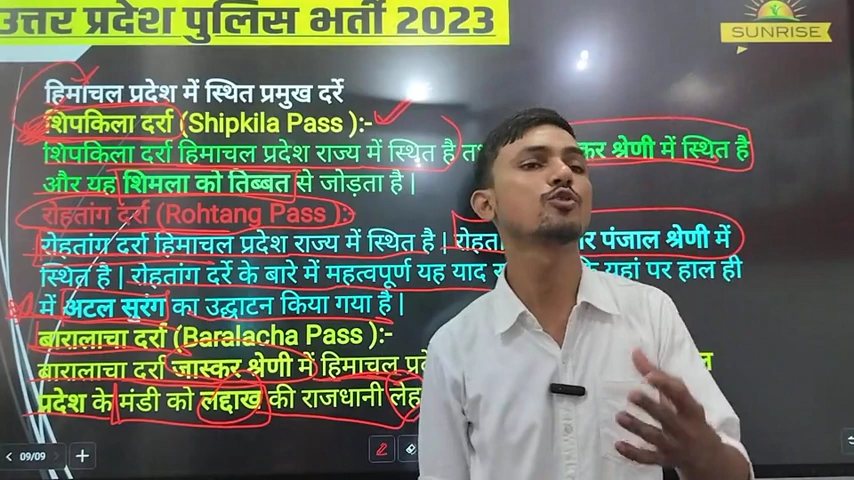 उत्तर प्रदेश पुलिस भर्ती 2023
SUNRISE
हिमाचल प्रदेश में स्थित प्रमुख दर्रे
शिपकिला दर्रा (Shipkila Pass ):-
शिपकिला दर्रा हिमाचल प्रदेश राज्य में स्थित है श्रेणी में स्थित है
और यह शिमला को तिब्बत से जोड़ता है |
रोहतांग दर्रा (Rohtang Pass ):-
रोहतांग दर्रा हिमाचल प्रदेश राज्य में स्थित है | पंजाल श्रेणी में
स्थित है | रोहतांग दर्रे के बारे में महत्वपूर्ण यह याद यहां पर हाल ही
में अटल सुरंग का उद्घाटन किया गया है |
बारालाचा दर्रा (Baralacha Pass ):-
बारालाचा दर्रा जास्कर श्रेणी में हिमाचल
प्रदेश के मंडी को लद्दाख की राजधानी लेह
09/09